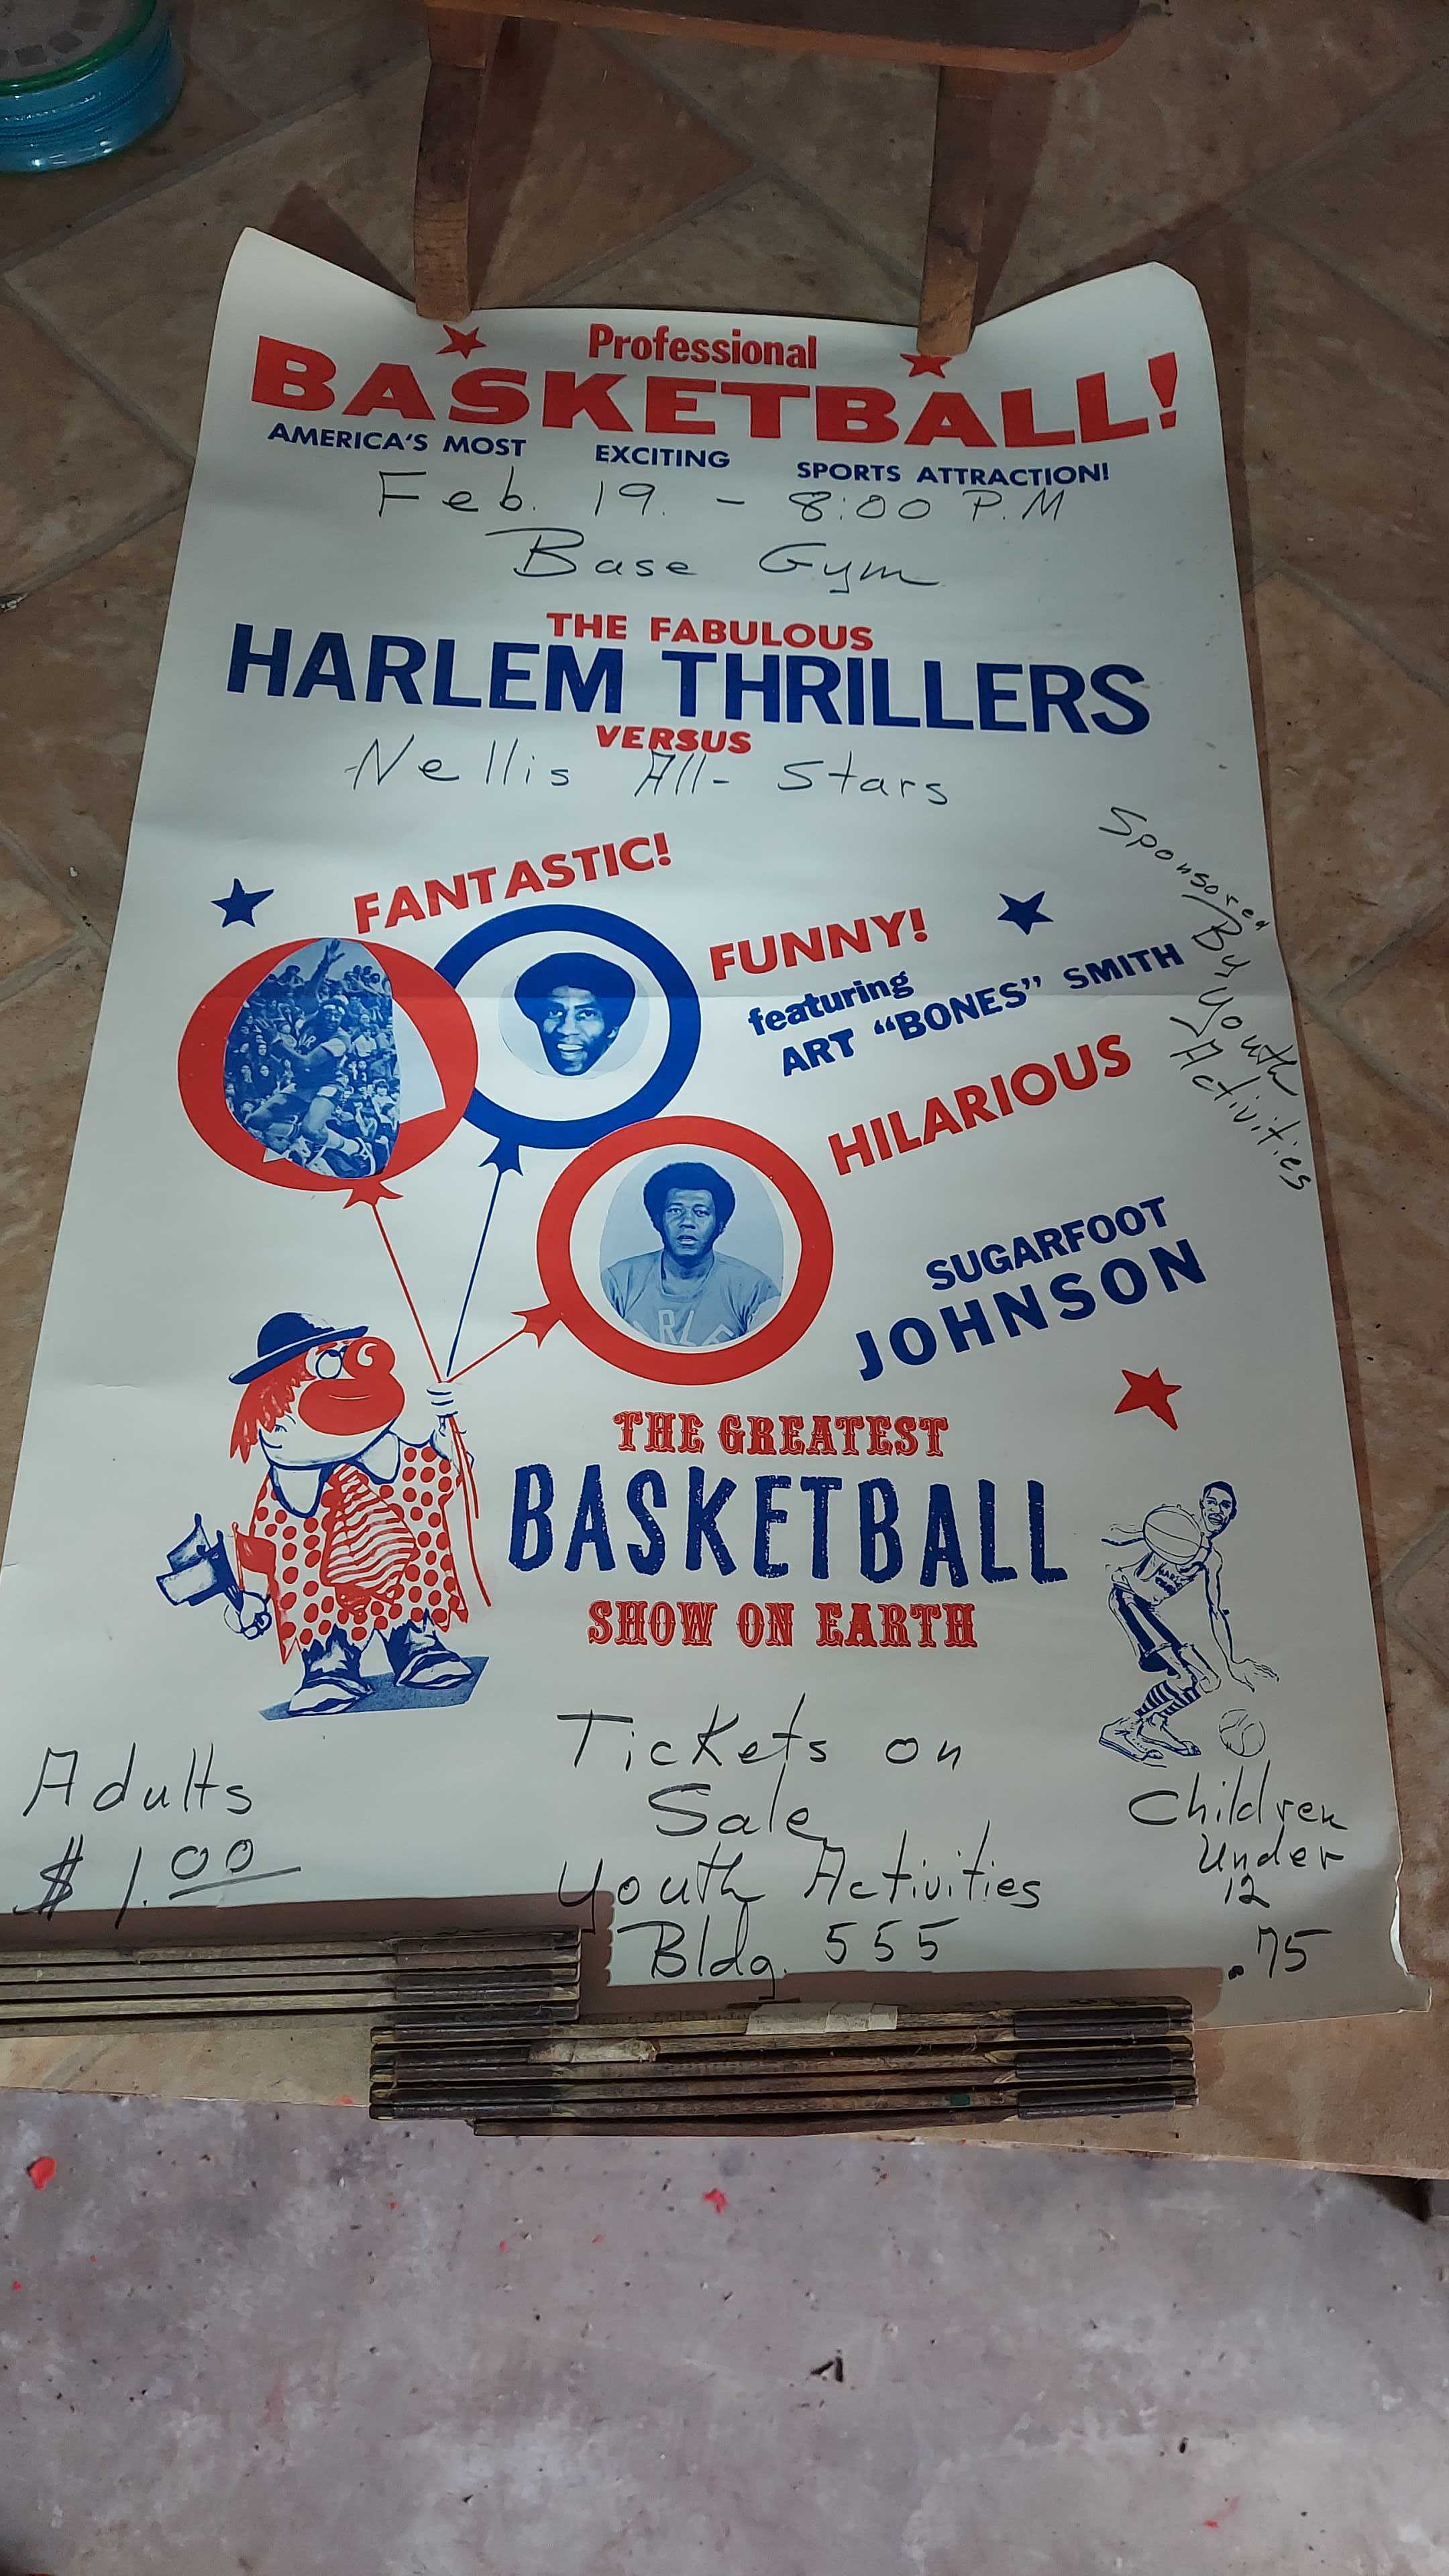 Professional
BASKETBALL!
AMERICA'S MOST EXCITING SPORTS ATTRACTION!
Feb. 19. - 8:00 P.M
Base Gym
THE FABULOUS
HARLEM THRILLERS
VERSUS
Nellis All-Stars
Sponsored
By Youth
Activities
FANTASTIC!
FUNNY!
featuring
ART "BONES" SMITH
HILARIOUS
SUGARFOOT
JOHNSON
THE GREATEST
BASKETBALL
SHOW ON EARTH
Adults
$1.00
Tickets on
Sale
Youth Activities
Bldg. 555
Children
Under
12
.75